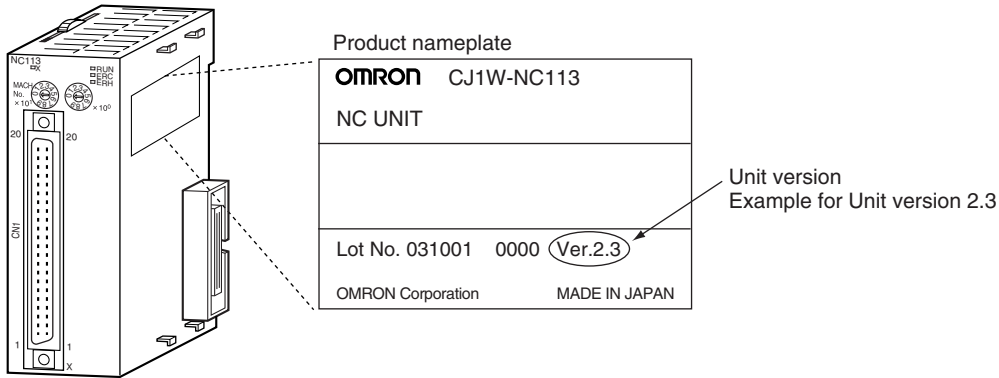 NC113
X
RUN
ERC
ERH
MACH
No.
×10¹
×10⁰
20
20
CN1
1
1
X
Product nameplate
OMRON CJ1W-NC113
NC UNIT
Lot No. 031001 0000 Ver.2.3
OMRON Corporation MADE IN JAPAN
Unit version
Example for Unit version 2.3